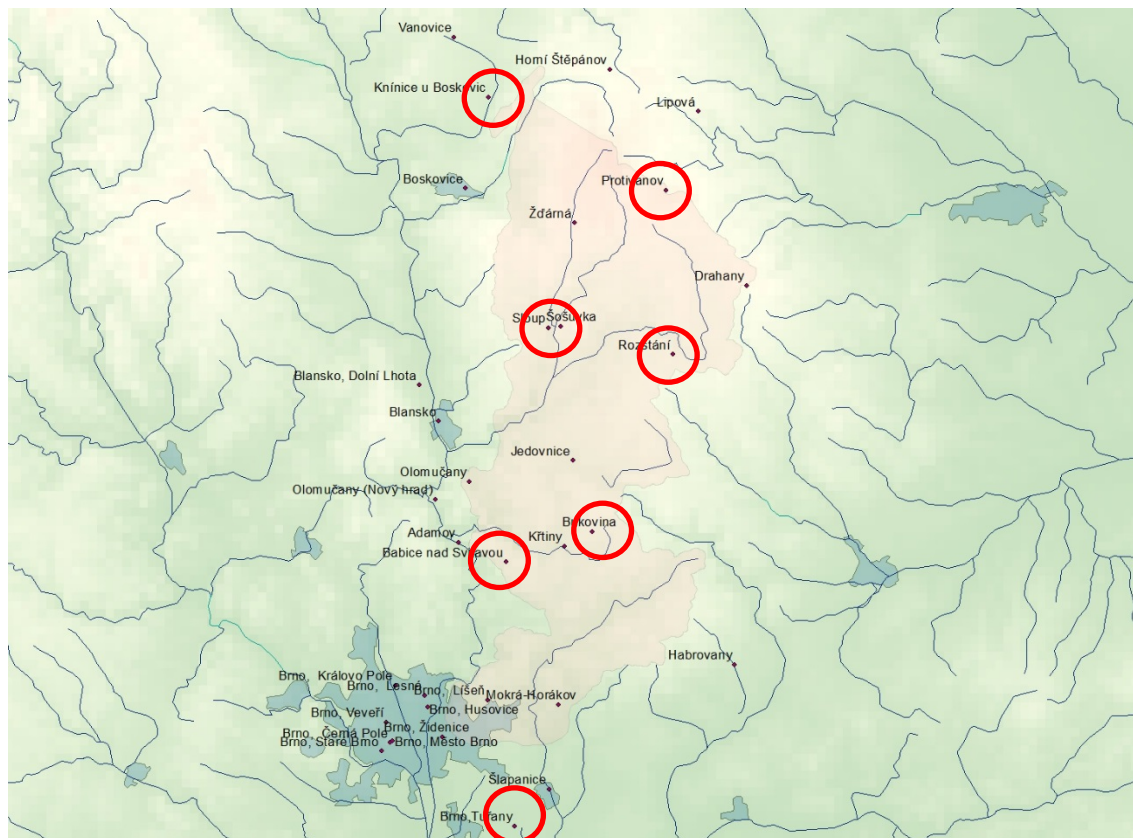 Vanovice
Horní Štěpánov
Knínice u Boskovic
Lipová
Boskovice
Protivanov
Žďárná
Drahany
Sloup
Šošůvka
Rozstání
Blansko, Dolní Lhota
Blansko
Jedovnice
Olomučany
Olomučany (Nový hrad)
Bukovina
Adamov
Křtiny
Babice nad Svitavou
Habrovany
Brno, Královo Pole
Brno, Lesná
Brno, Líšeň
Mokrá-Horákov
Brno, Husovice
Brno, Veveří
Brno, Židenice
Brno, Černá Pole
Brno, Staré Brno
Brno, Město Brno
Šlapanice
Brno,Tuřany